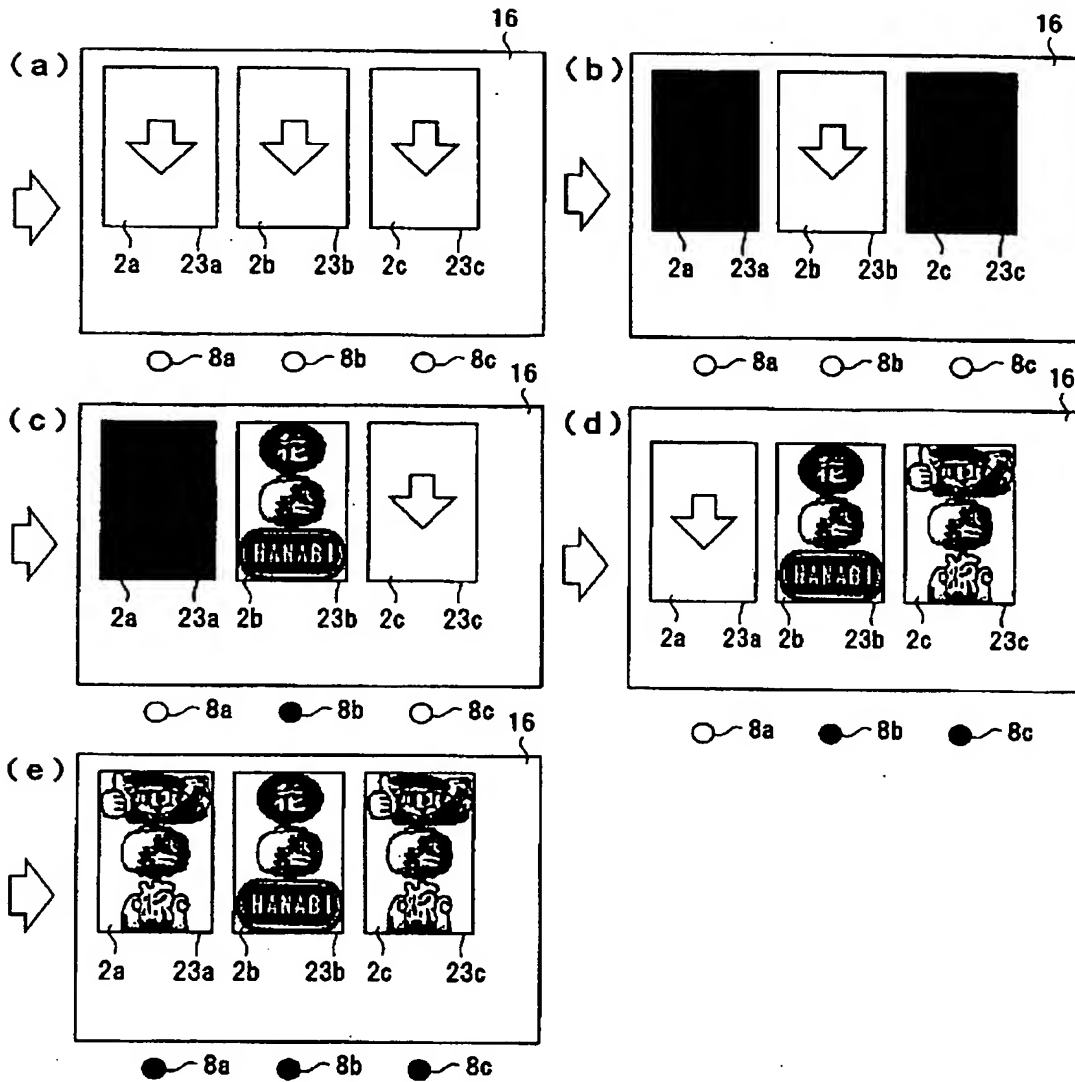 16
(a)
2a 23a 2b 23b 2c 23c
8a 8b 8c
16
(b)
2a 23a 2b 23b 2c 23c
8a 8b 8c
16
(c)
花
HANABI
2a 23a 2b 23b 2c 23c
8a 8b 8c
16
(d)
花
HANABI
2a 23a 2b 23b 2c 23c
8a 8b 8c
16
(e)
花
HANABI
2a 23a 2b 23b 2c 23c
8a 8b 8c